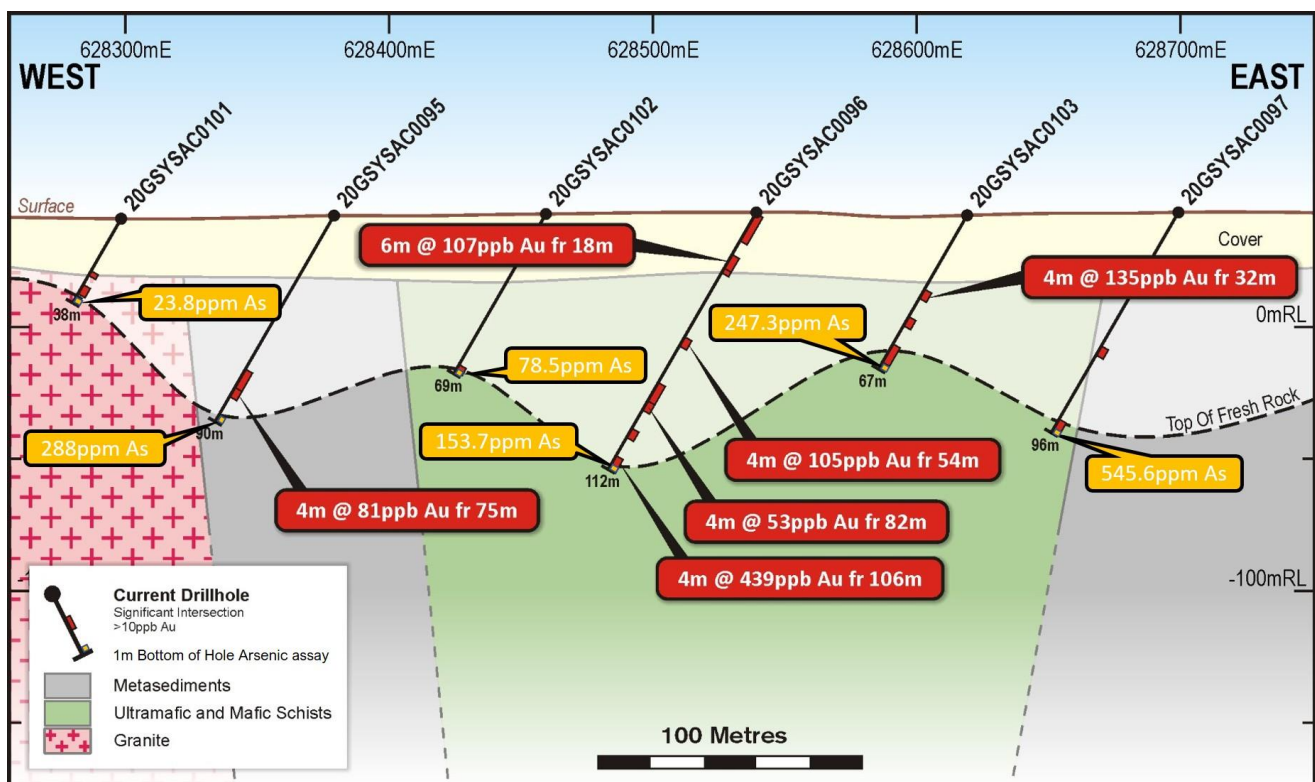 628300mE
628400mE
628500mE
628600mE
628700mE
WEST
EAST
20GSYSAC0101
20GSYSAC0095
20GSYSAC0102
20GSYSAC0096
20GSYSAC0103
20GSYSAC0097
Surface
Cover
6m @ 107ppb Au fr 18m
4m @ 135ppb Au fr 32m
23.8ppm As
38m
247.3ppm As
0mRL
78.5ppm As
69m
67m
Top Of Fresh Rock
288ppm As
90m
153.7ppm As
96m
4m @ 105ppb Au fr 54m
545.6ppm As
112m
4m @ 81ppb Au fr 75m
4m @ 53ppb Au fr 82m
4m @ 439ppb Au fr 106m
-100mRL
Current Drillhole
Significant Intersection
>10ppb Au
1m Bottom of Hole Arsenic assay
Metasediments
Ultramafic and Mafic Schists
Granite
100 Metres